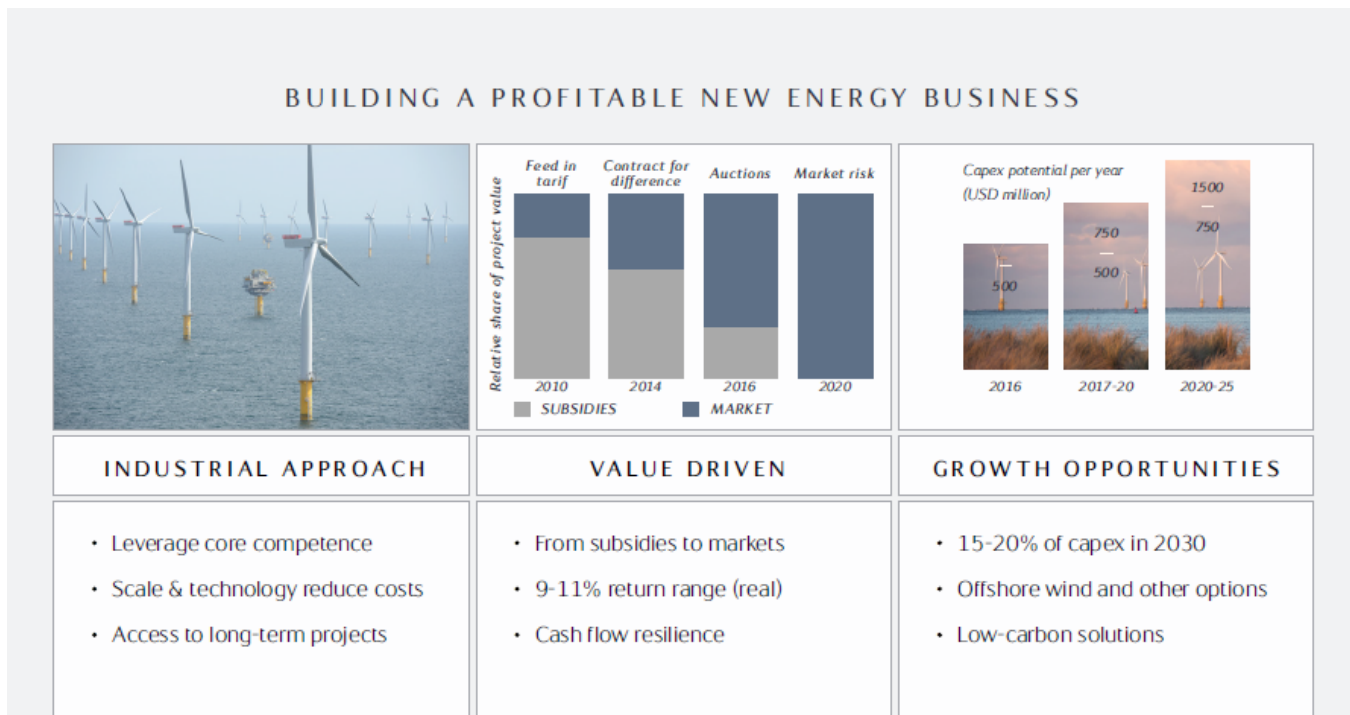 BUILDING A PROFITABLE NEW ENERGY BUSINESS
Relative share of project value
Feed in
tarif
Contract for
difference
Auctions
Market risk
2010
2014
2016
2020
SUBSIDIES
MARKET
Capex potential per year
(USD million)
500
750
500
1500
750
2016
2017-20
2020-25
INDUSTRIAL APPROACH
• Leverage core competence
• Scale & technology reduce costs
• Access to long-term projects
VALUE DRIVEN
• From subsidies to markets
• 9-11% return range (real)
• Cash flow resilience
GROWTH OPPORTUNITIES
• 15-20% of capex in 2030
• Offshore wind and other options
• Low-carbon solutions